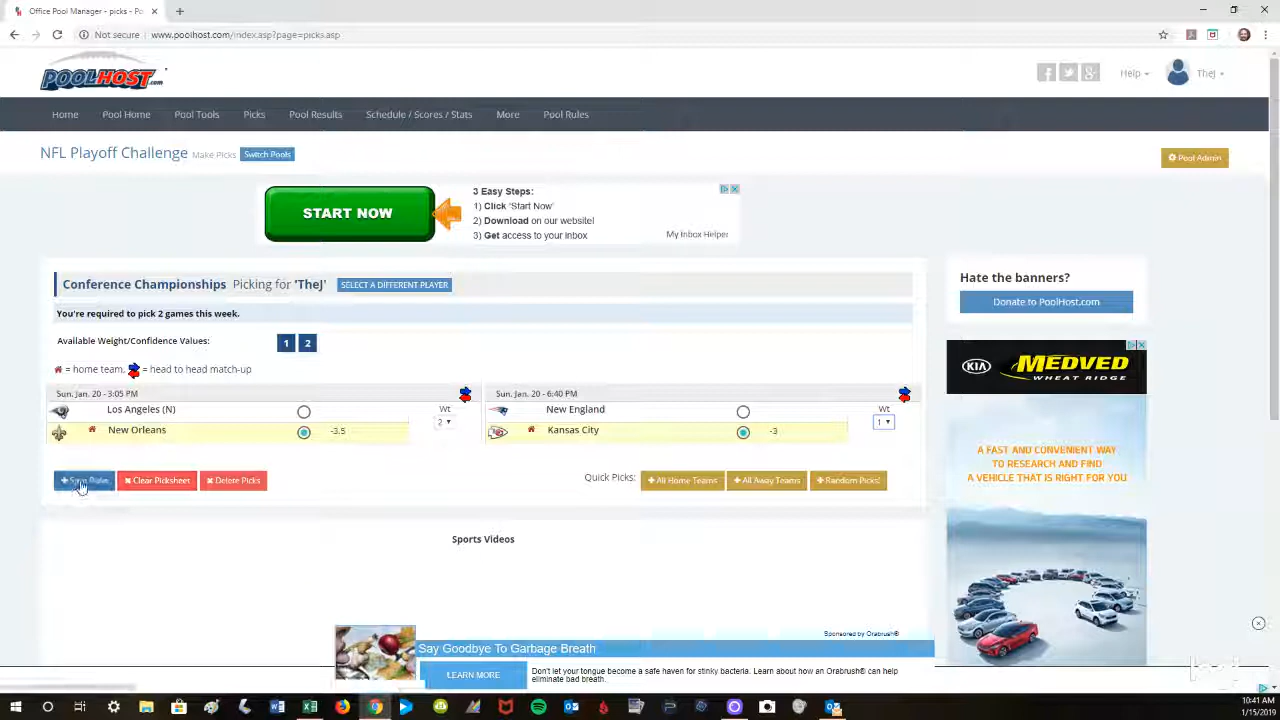 Office Pool Manager - picks - Po
Not secure | www.poolhost.com/index.asp?page=picks.asp
POOLHOST.com
Help
TheJ
Home Pool Home Pool Tools Picks Pool Results Schedule / Scores / Stats More Pool Rules
NFL Playoff Challenge Make Picks Switch Pools
Pool Admin
START NOW
3 Easy Steps:
1) Click 'Start Now'
2) Download on our website!
3) Get access to your inbox
My Inbox Helper
Conference Championships Picking for 'TheJ' SELECT A DIFFERENT PLAYER
You're required to pick 2 games this week.
Available Weight/Confidence Values: 1 2
= home team, = head to head match-up
Sun. Jan. 20 - 3:05 PM
Los Angeles (N)
Wt
New Orleans -3.5
2
Sun. Jan. 20 - 6:40 PM
New England
Wt
Kansas City -3
1
Clear Picksheet Delete Picks
Quick Picks: All Home Teams All Away Teams Random Picks!
Sports Videos
Hate the banners?
Donate to PoolHost.com
KIA MEDVED
WHEAT RIDGE
A FAST AND CONVENIENT WAY
TO RESEARCH AND FIND
A VEHICLE THAT IS RIGHT FOR YOU
Sponsored by Orabrush®
Say Goodbye To Garbage Breath
LEARN MORE
Don't let your tongue become a safe haven for stinky bacteria. Learn about how an Orabrush® can help
eliminate bad breath.
10:41 AM
1/15/2019